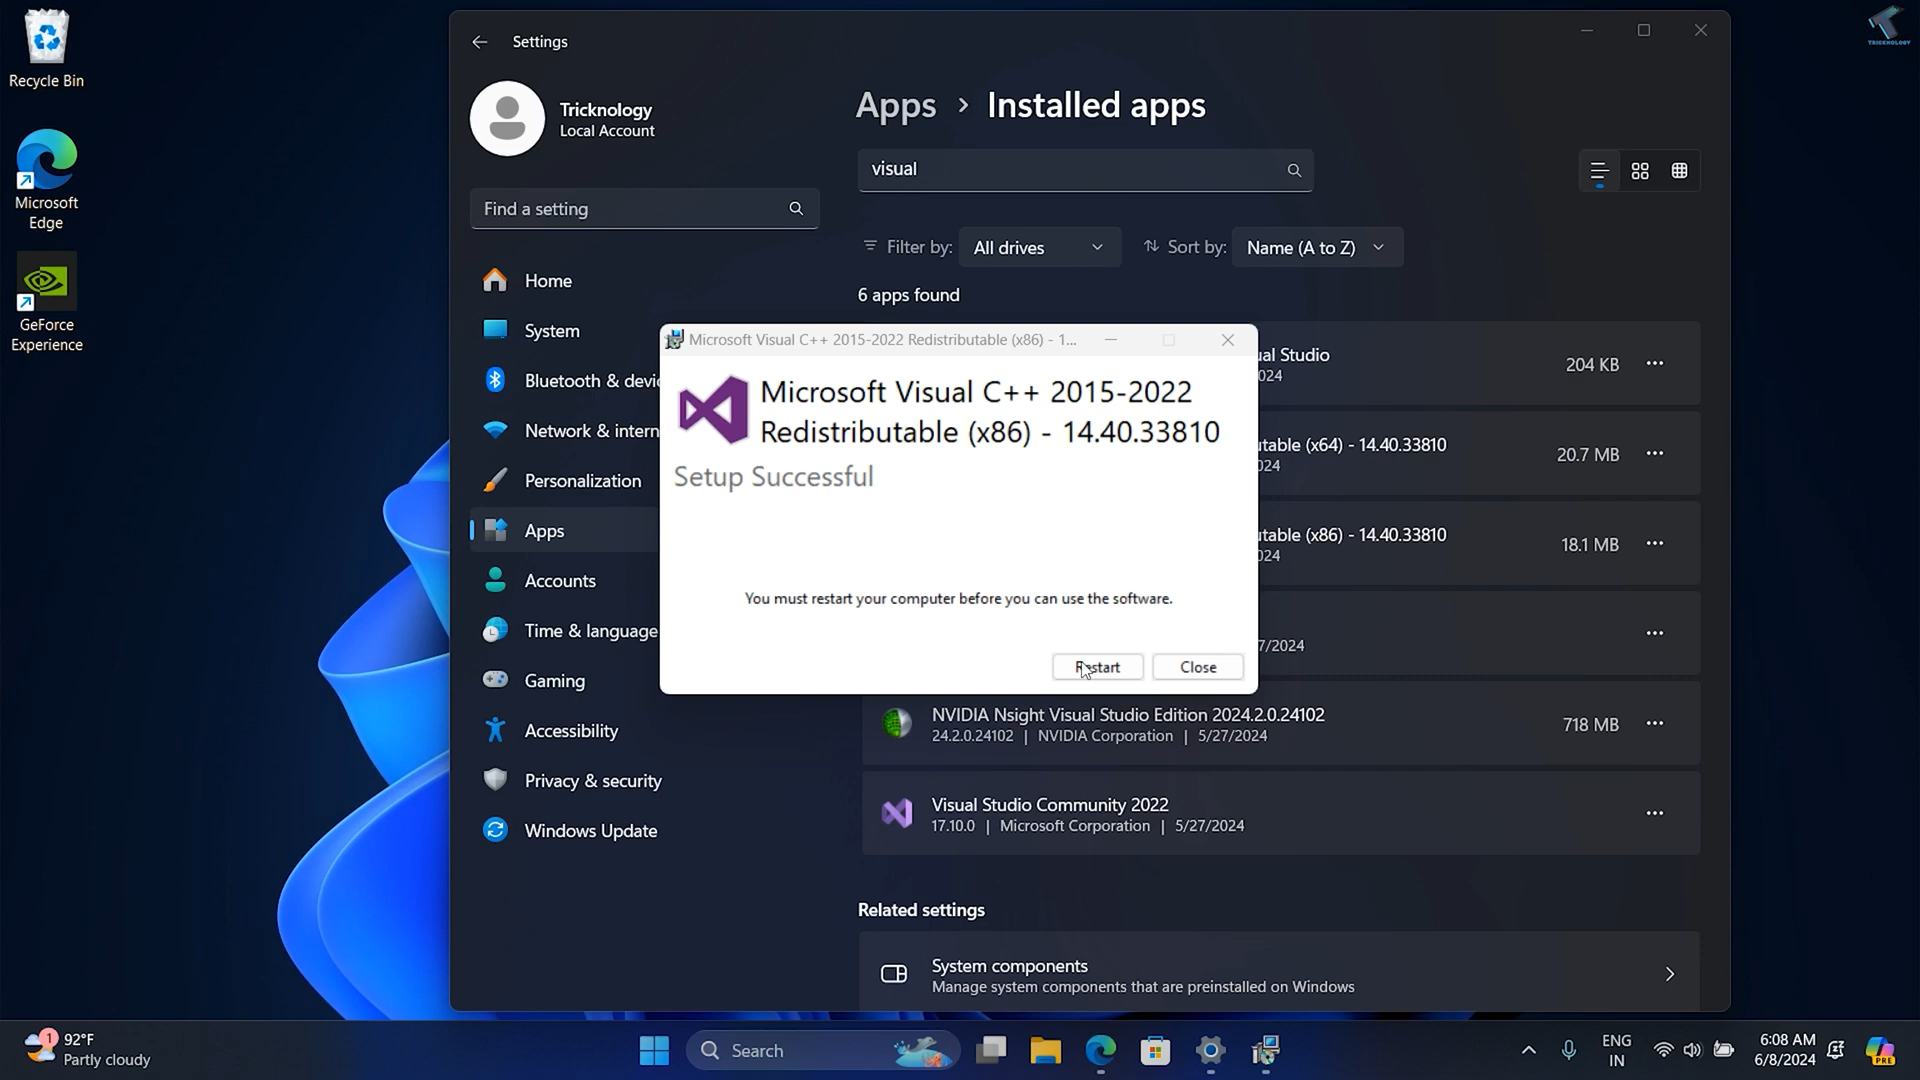 Recycle Bin
Microsoft
Edge
GeForce
Experience
Settings
Tricknology
Local Account
Find a setting
Home
System
Bluetooth & devic
Network & intern
Personalization
Apps
Accounts
Time & language
Gaming
Accessibility
Privacy & security
Windows Update
Apps > Installed apps
visual
Filter by: All drives
Sort by: Name (A to Z)
6 apps found
Microsoft Visual C++ 2015-2022 Redistributable (x86) - 1...
Microsoft Visual C++ 2015-2022
Redistributable (x86) - 14.40.33810
Setup Successful
You must restart your computer before you can use the software.
Restart
Close
al Studio
024
204 KB
table (x64) - 14.40.33810
024
20.7 MB
table (x86) - 14.40.33810
024
18.1 MB
7/2024
NVIDIA Nsight Visual Studio Edition 2024.2.0.24102
24.2.0.24102 | NVIDIA Corporation | 5/27/2024
718 MB
Visual Studio Community 2022
17.10.0 | Microsoft Corporation | 5/27/2024
Related settings
System components
Manage system components that are preinstalled on Windows
TRICKNOLOGY
1
92°F
Partly cloudy
Search
ENG
IN
6:08 AM
6/8/2024
PRE